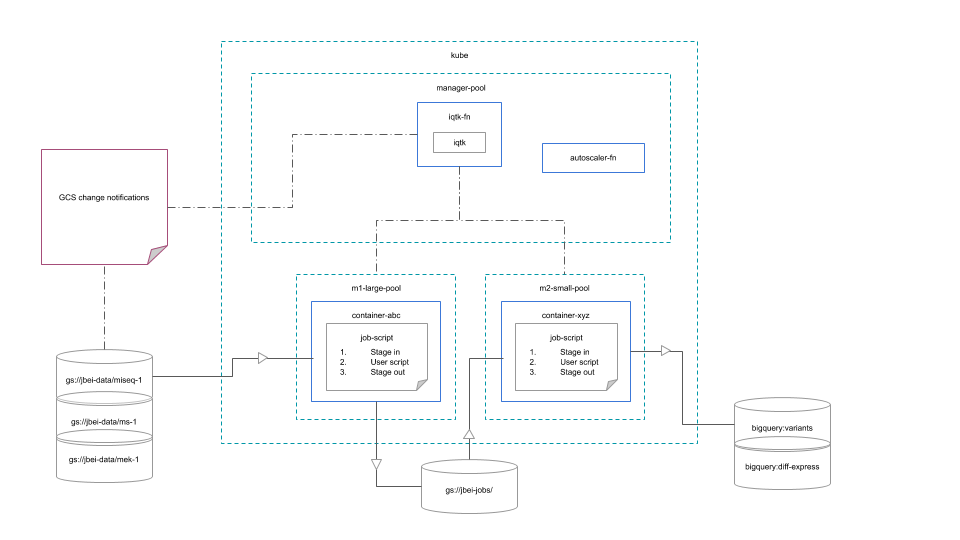 kube
manager-pool
iqtk-fn
iqtk
autoscaler-fn
GCS change notifications
m1-large-pool
container-abc
job-script
1. Stage in
2. User script
3. Stage out
m2-small-pool
container-xyz
job-script
1. Stage in
2. User script
3. Stage out
gs://jbei-data/miseq-1
gs://jbei-data/ms-1
gs://jbei-data/mek-1
gs://jbei-jobs/
bigquery:variants
bigquery:diff-express